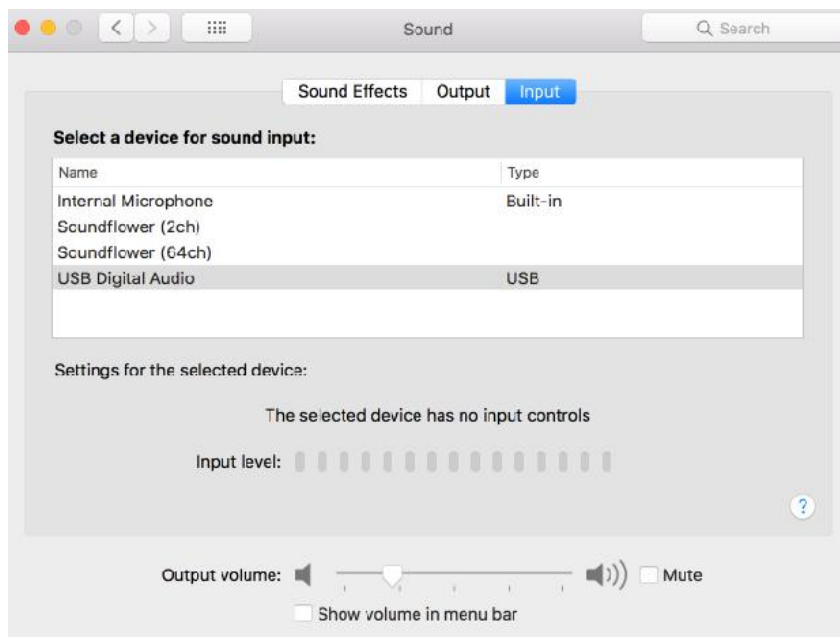 Sound
Search
Sound Effects Output Input
Select a device for sound input:
Name Type
Internal Microphone Built-in
Soundflower (2ch)
Soundflower (64ch)
USB Digital Audio USB
Settings for the selected device:
The selected device has no input controls
Input level:
?
Output volume: Mute
Show volume in menu bar